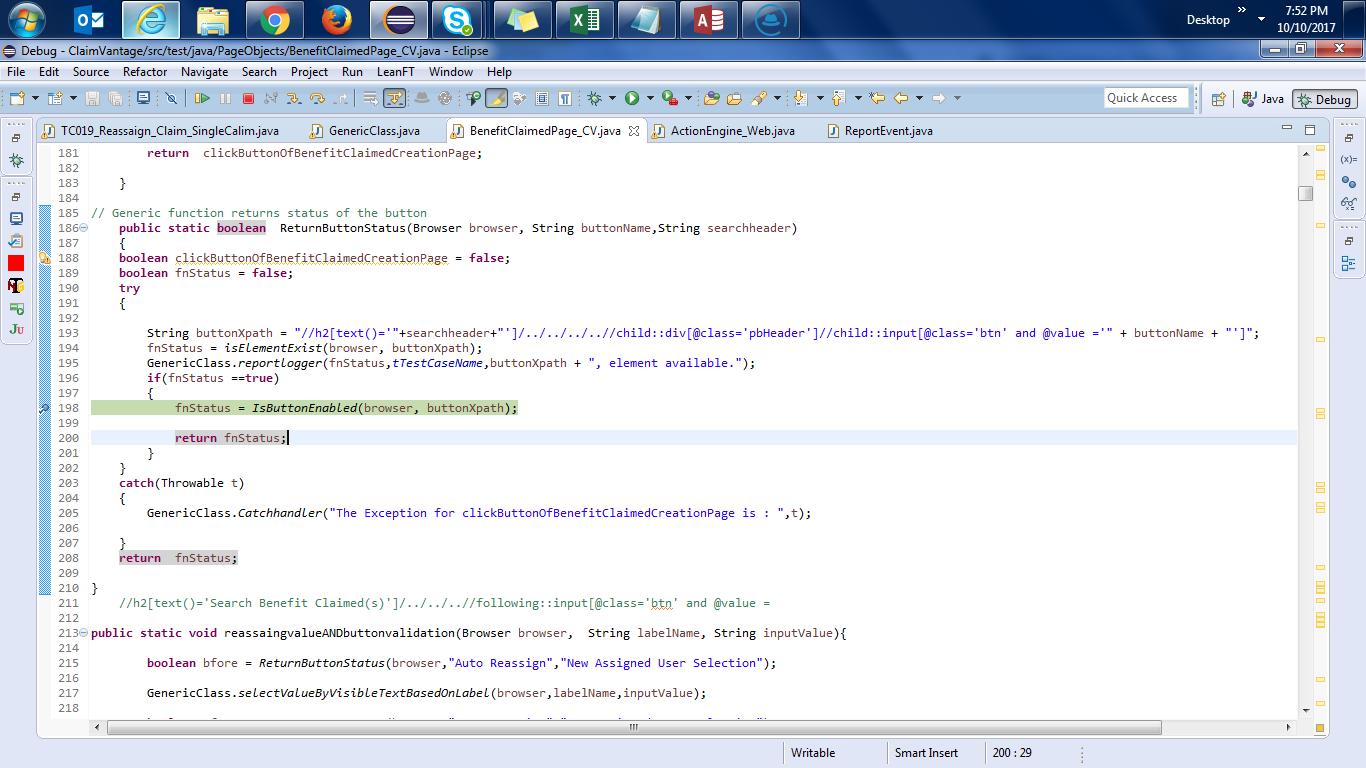 Desktop
»
7:52 PM
10/10/2017
Debug - ClaimVantage/src/test/java/PageObjects/BenefitClaimedPage_CV.java - Eclipse
File Edit Source Refactor Navigate Search Project Run LeanFT Window Help
Quick Access
Java
Debug
TC019_Reassaign_Claim_SingleCalim.java
GenericClass.java
BenefitClaimedPage_CV.java
ActionEngine_Web.java
ReportEvent.java
181 return clickButtonOfBenefitClaimedCreationPage;
182
183 }
184
185 // Generic function returns status of the button
186 public static boolean ReturnButtonStatus(Browser browser, String buttonName,String searchheader)
187 {
188 boolean clickButtonOfBenefitClaimedCreationPage = false;
189 boolean fnStatus = false;
190 try
191 {
192
193 String buttonXpath = "//h2[text()='"+searchheader+"']/../../../..//child::div[@class='pbHeader']//child::input[@class='btn' and @value ='" + buttonName + "']";
194 fnStatus = isElementExist(browser, buttonXpath);
195 GenericClass.reportlogger(fnStatus,tTestCaseName,buttonXpath + ", element available.");
196 if(fnStatus ==true)
197 {
198 fnStatus = IsButtonEnabled(browser, buttonXpath);
199
200 return fnStatus;
201 }
202 }
203 catch(Throwable t)
204 {
205 GenericClass.Catchhandler("The Exception for clickButtonOfBenefitClaimedCreationPage is : ",t);
206
207 }
208 return fnStatus;
209
210 }
211 //h2[text()='Search Benefit Claimed(s)']/../../..//following::input[@class='btn' and @value =
212
213 public static void reassaingvalueANDbuttonvalidation(Browser browser, String labelName, String inputValue){
214
215 boolean bfore = ReturnButtonStatus(browser,"Auto Reassign","New Assigned User Selection");
216
217 GenericClass.selectValueByVisibleTextBasedOnLabel(browser,labelName,inputValue);
218
Writable
Smart Insert
200 : 29